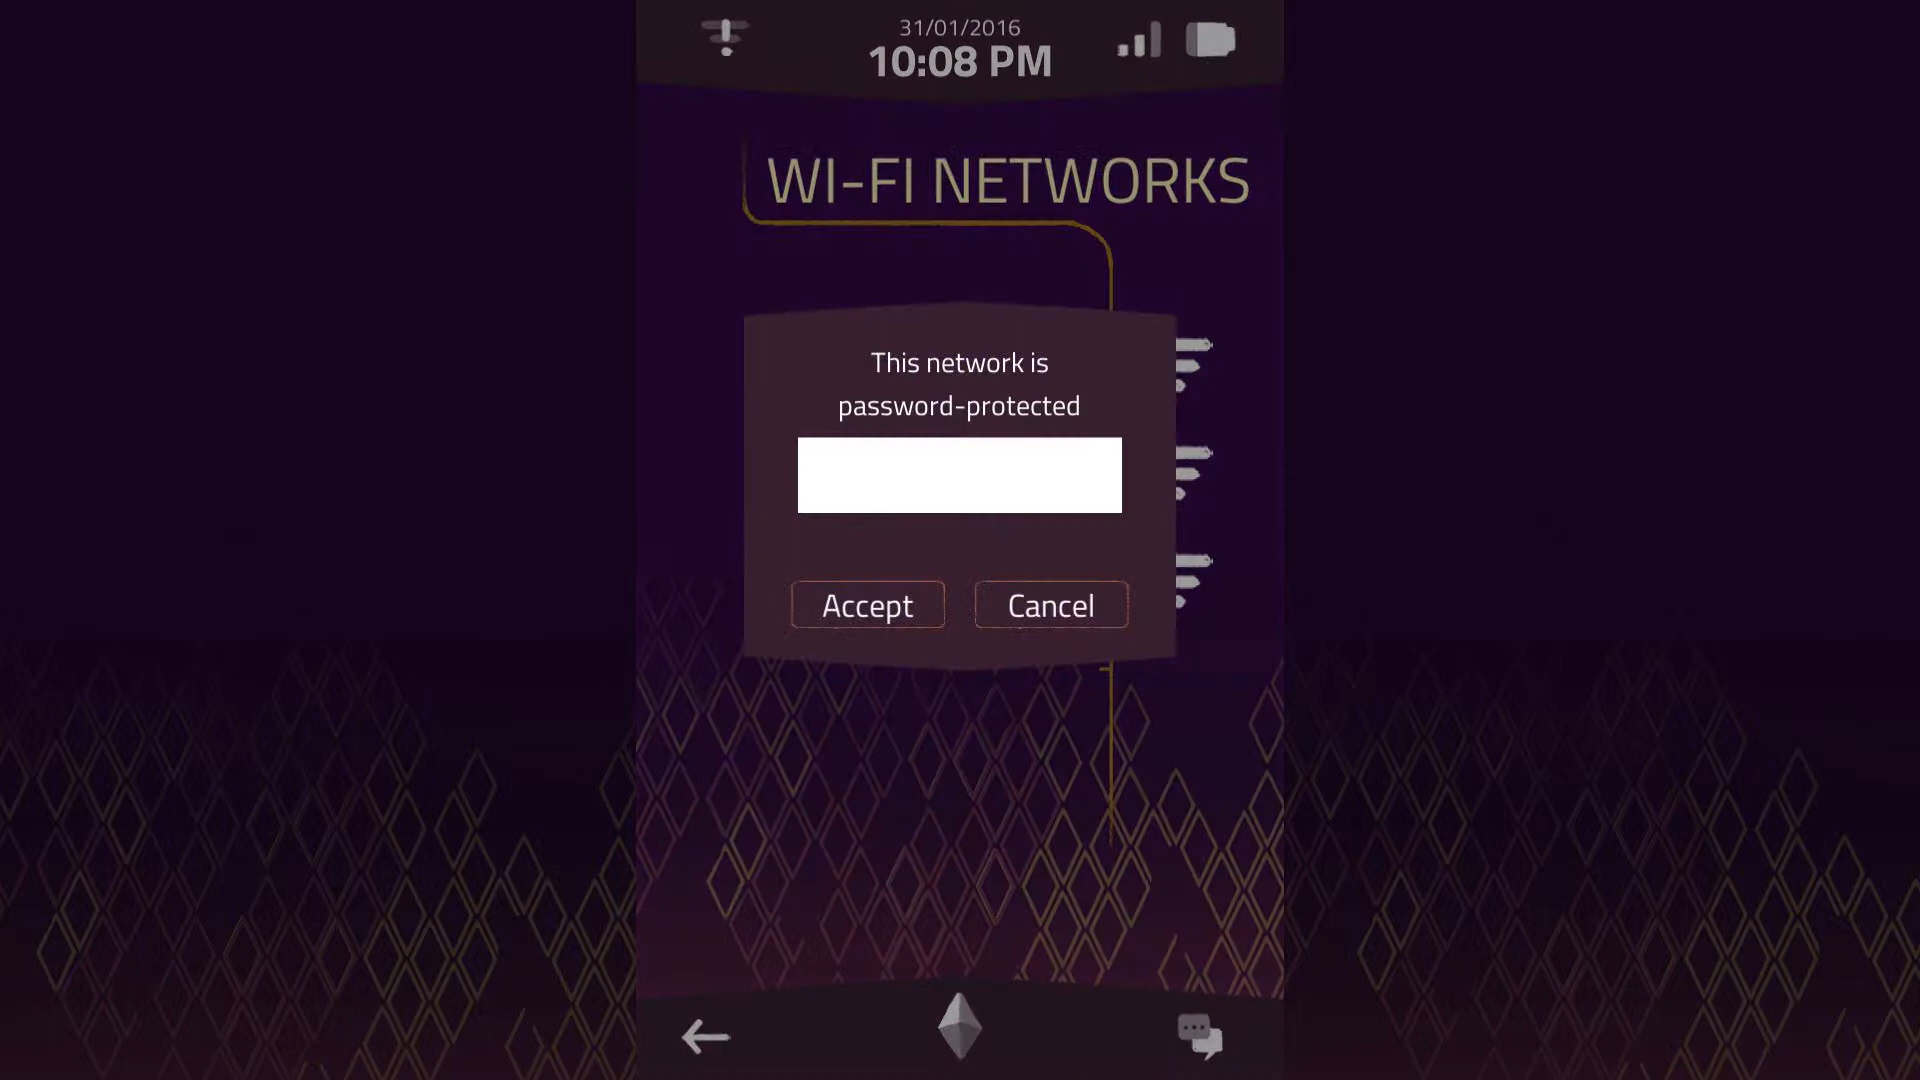 31/01/2016
10:08 PM
WI-FI NETWORKS
This network is
password-protected
Accept
Cancel